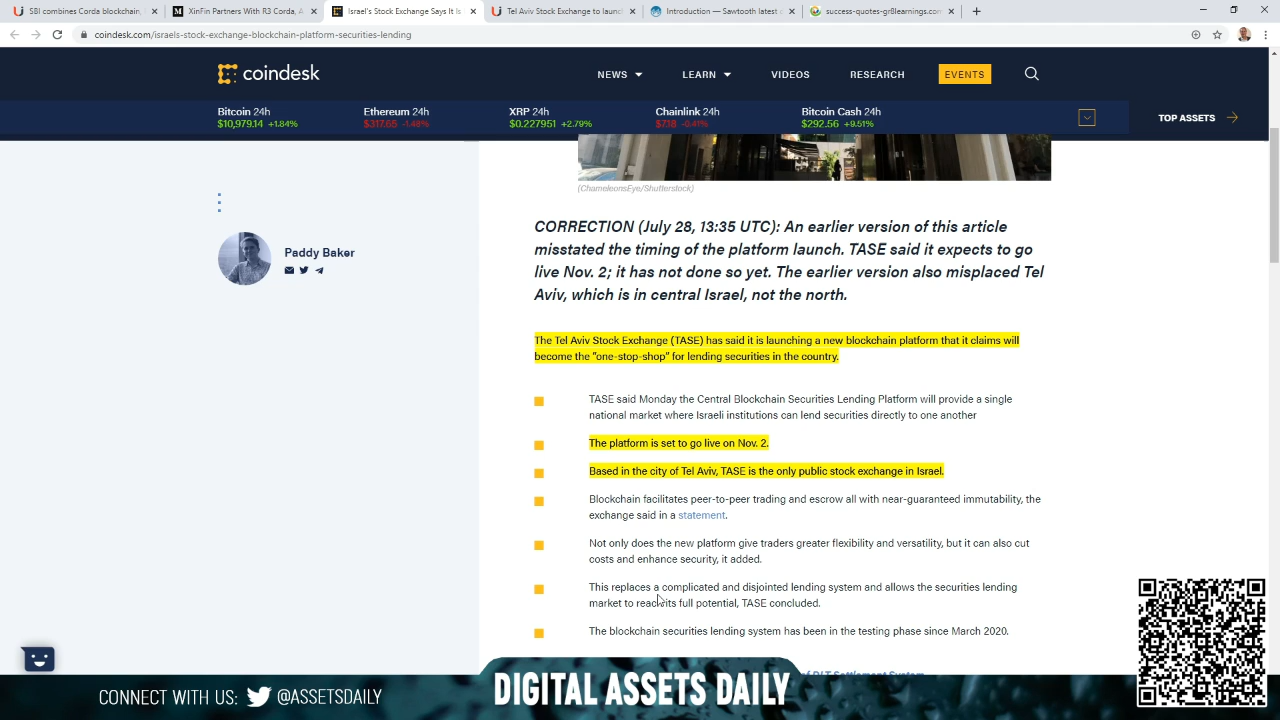 SBI combines Corda blockchain,
XinFin Partners With R3 Corda, A
Israel's Stock Exchange Says It Is
Tel Aviv Stock Exchange to launch
Introduction — Sawtooth latest d
success-quotes-gr8learnings.com
coindesk.com/israels-stock-exchange-blockchain-platform-securities-lending
coindesk
NEWS
LEARN
VIDEOS
RESEARCH
EVENTS
Bitcoin 24h
$10,979.14 +1.84%
Ethereum 24h
$317.65 -1.48%
XRP 24h
$0.227951 +2.79%
Chainlink 24h
$7.18 -0.41%
Bitcoin Cash 24h
$292.56 +9.51%
TOP ASSETS
(ChameleonsEye/Shutterstock)
Paddy Baker
CORRECTION (July 28, 13:35 UTC): An earlier version of this article
misstated the timing of the platform launch. TASE said it expects to go
live Nov. 2; it has not done so yet. The earlier version also misplaced Tel
Aviv, which is in central Israel, not the north.
The Tel Aviv Stock Exchange (TASE) has said it is launching a new blockchain platform that it claims will
become the "one-stop-shop" for lending securities in the country.
TASE said Monday the Central Blockchain Securities Lending Platform will provide a single
national market where Israeli institutions can lend securities directly to one another
The platform is set to go live on Nov. 2.
Based in the city of Tel Aviv, TASE is the only public stock exchange in Israel.
Blockchain facilitates peer-to-peer trading and escrow all with near-guaranteed immutability, the
exchange said in a statement.
Not only does the new platform give traders greater flexibility and versatility, but it can also cut
costs and enhance security, it added.
This replaces a complicated and disjointed lending system and allows the securities lending
market to reach its full potential, TASE concluded.
The blockchain securities lending system has been in the testing phase since March 2020.
of DLT Settlement System
CONNECT WITH US: @ASSETSDAILY
DIGITAL ASSETS DAILY